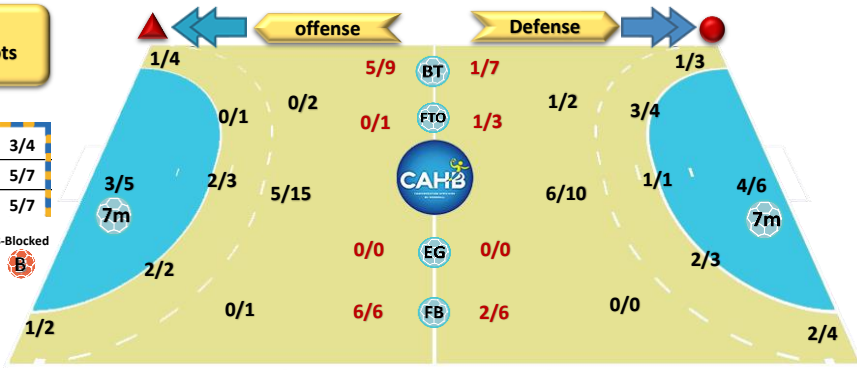 offense
Defense
ots
1/4
5/9
BT
1/7
1/3
0/1
0/2
0/1
FTO
1/3
1/2
3/4
3/4
5/7
5/7
3/5
7m
2/3
5/15
CAHB
6/10
1/1
4/6
7m
-Blocked
B
2/2
0/0
EG
0/0
2/3
0/1
6/6
FB
2/6
0/0
1/2
2/4